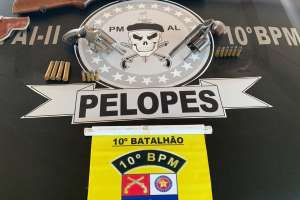 PM AL
PAI-II
10º BPM
PELOPES
10º BATALHÃO
10º BPM